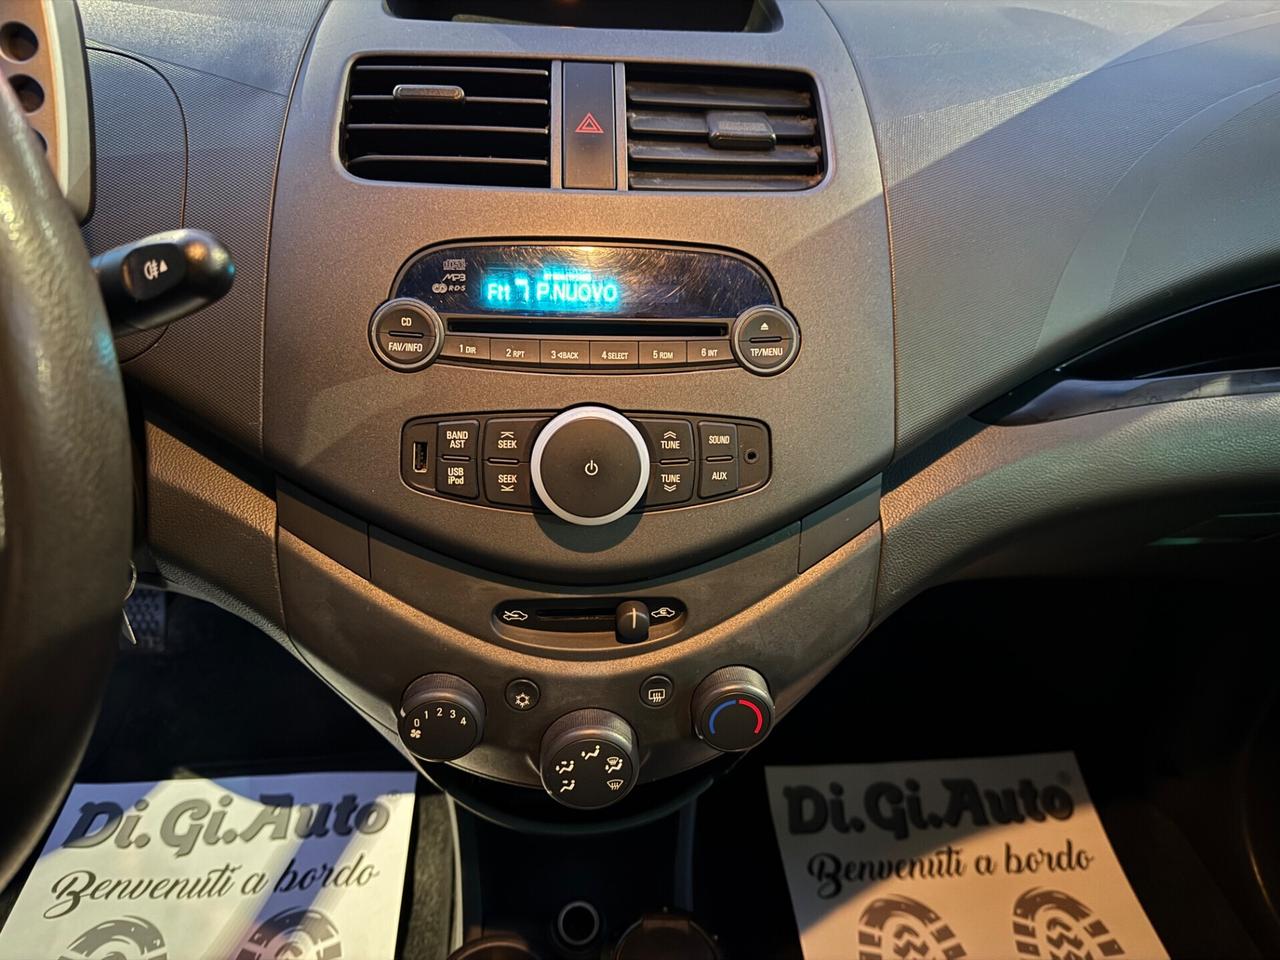 MP3
R·D·S
Fn 7 P.NUOVO
CD
FAV/INFO
1 DIR
2 RPT
3 ◃BACK
4 SELECT
5 RDM
6 INT
TP/MENU
BAND
AST
SEEK
TUNE
SOUND
USB
iPod
SEEK
TUNE
AUX
0 1 2 3 4
Di.Gi.Auto
Benvenuti a bordo
Di.Gi.Auto
Benvenuti a bordo